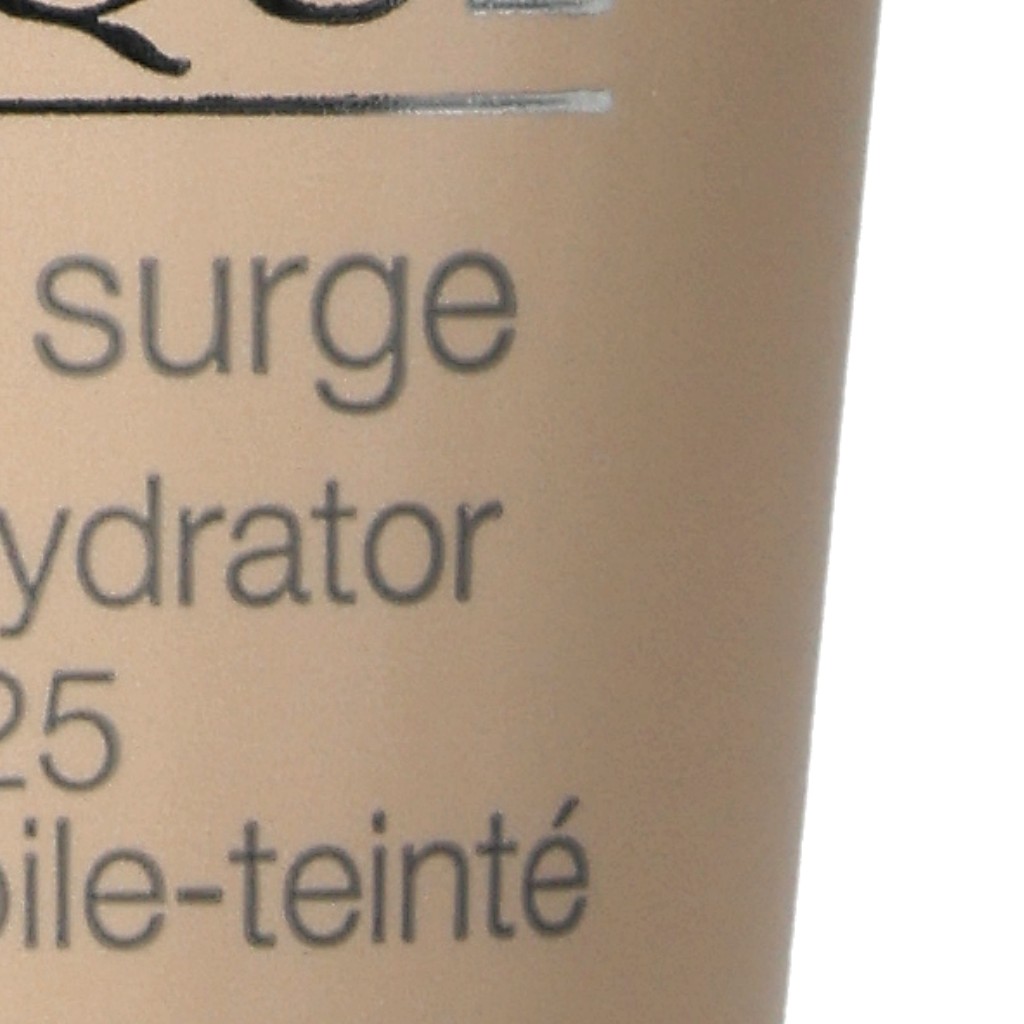 surge
ydrator
25
ile-teinté